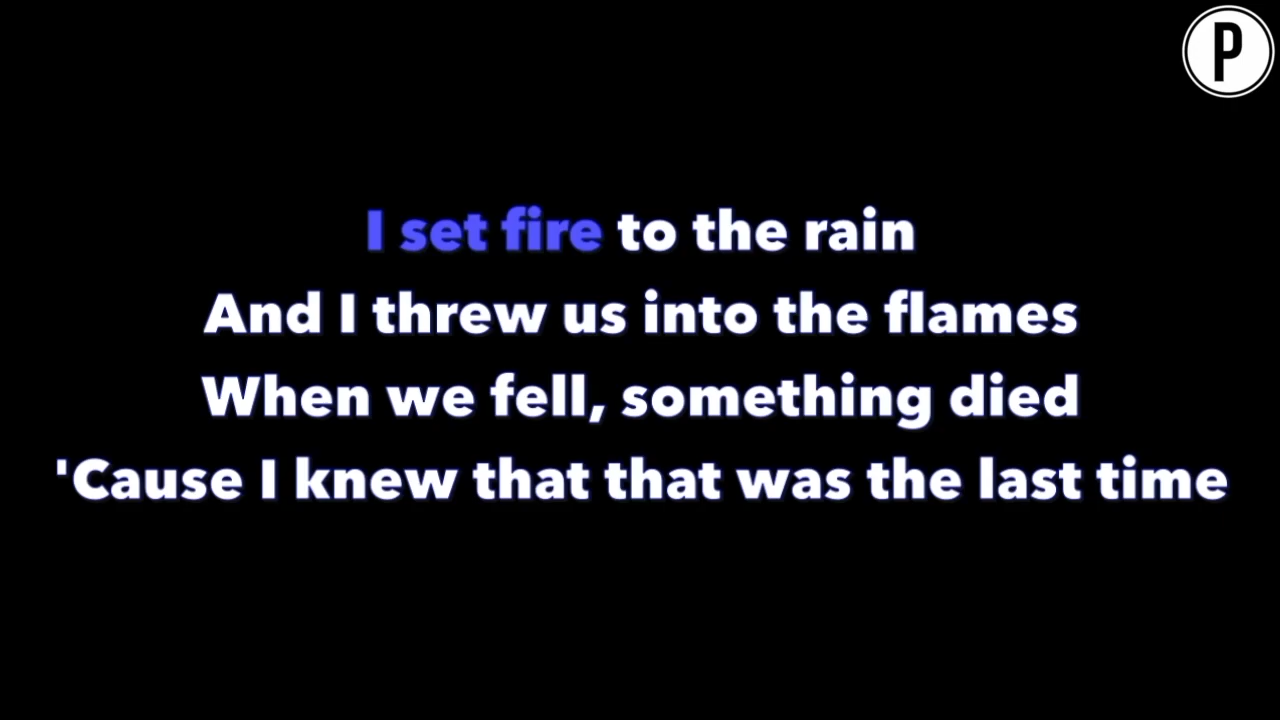 P
I set fire to the rain
And I threw us into the flames
When we fell, something died
'Cause I knew that that was the last time